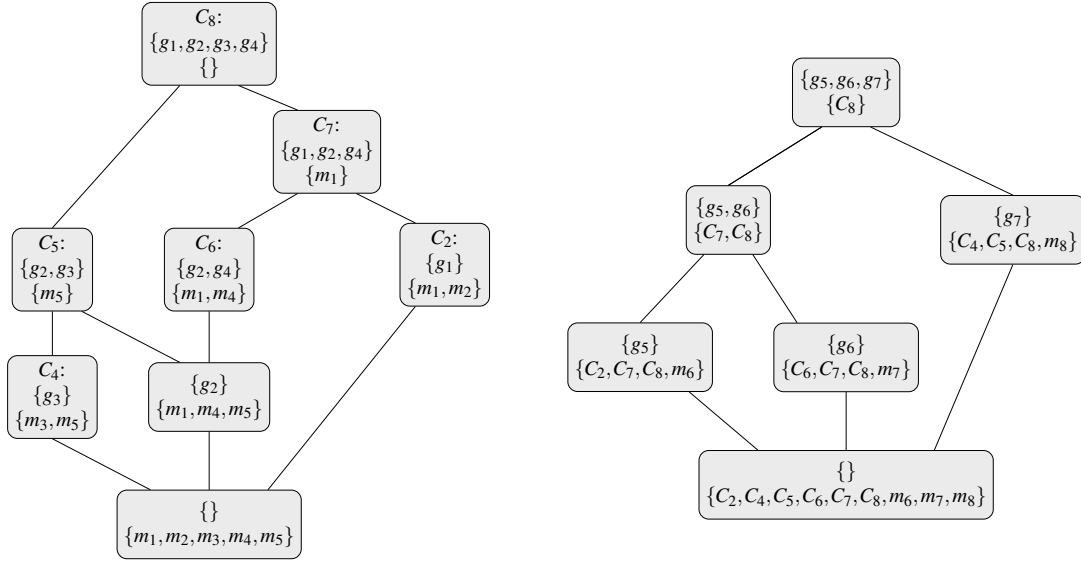 C₈:
{g₁, g₂, g₃, g₄}
{}
C₇:
{g₁, g₂, g₄}
{m₁}
C₅:
{g₂, g₃}
{m₅}
C₆:
{g₂, g₄}
{m₁, m₄}
C₂:
{g₁}
{m₁, m₂}
C₄:
{g₃}
{m₃, m₅}
{g₂}
{m₁, m₄, m₅}
{}
{m₁, m₂, m₃, m₄, m₅}
{g₅, g₆, g₇}
{C₈}
{g₅, g₆}
{C₇, C₈}
{g₇}
{C₄, C₅, C₈, m₈}
{g₅}
{C₂, C₇, C₈, m₆}
{g₆}
{C₆, C₇, C₈, m₇}
{}
{C₂, C₄, C₅, C₆, C₇, C₈, m₆, m₇, m₈}